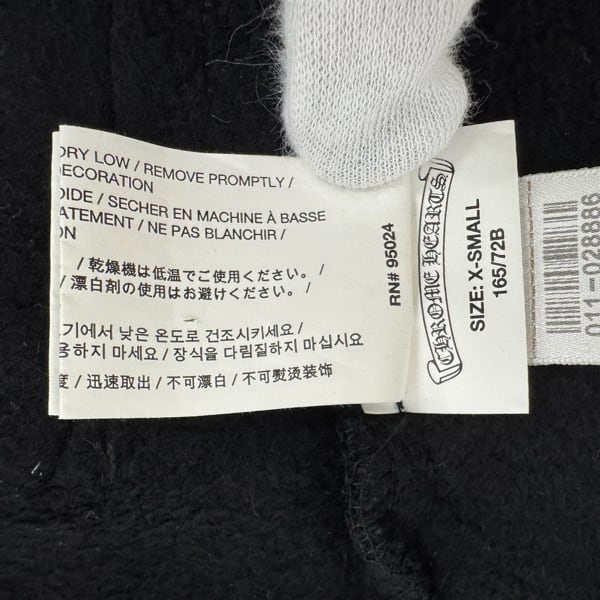 DRY LOW / REMOVE PROMPTLY /
DECORATION
OIDE / SECHER EN MACHINE À BASSE
ATEMENT / NE PAS BLANCHIR /
ON
/ 乾燥機は低温でご使用ください。 /
/ 漂白剤の使用はお避けください。 /
기에서 낮은 온도로 건조시키세요 /
용하지 마세요 / 장식을 다림질하지 마십시요
度 / 迅速取出 / 不可漂白 / 不可熨烫装饰
RN# 95024
CHROME HEARTS
SIZE: X-SMALL
165/72B
011-028886